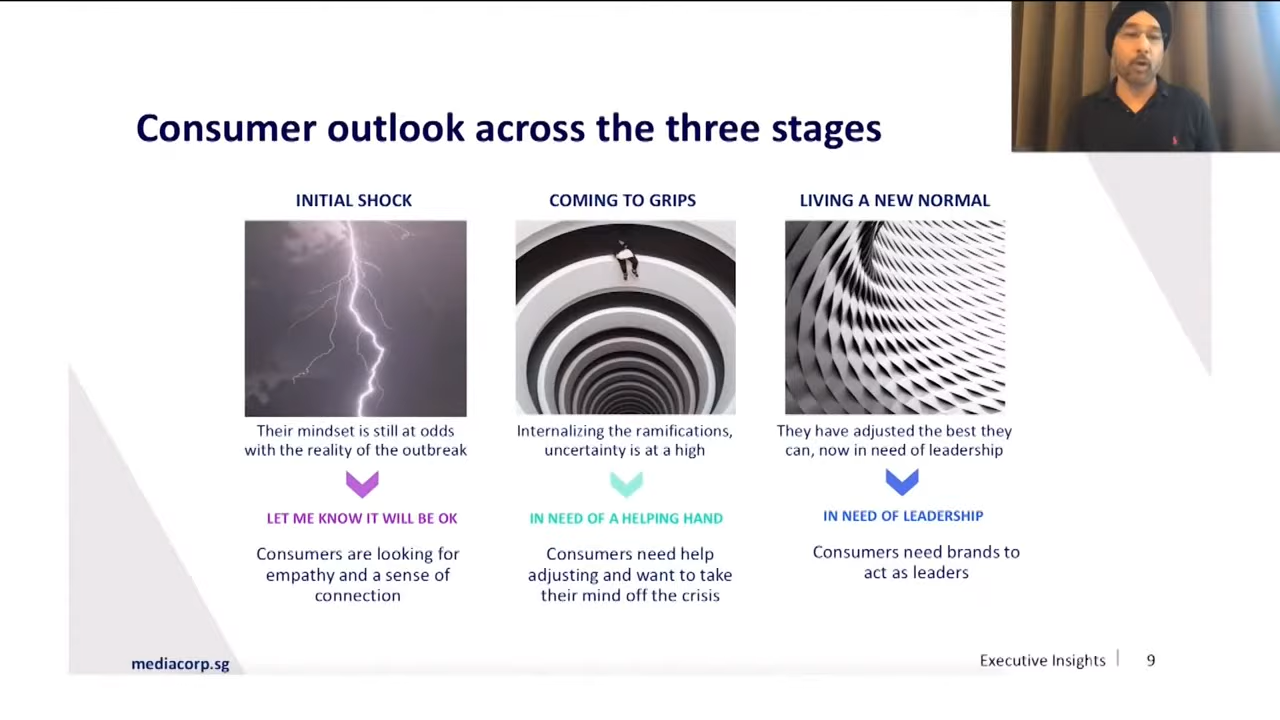 Consumer outlook across the three stages
INITIAL SHOCK
Their mindset is still at odds
with the reality of the outbreak
LET ME KNOW IT WILL BE OK
Consumers are looking for
empathy and a sense of
connection
COMING TO GRIPS
Internalizing the ramifications,
uncertainty is at a high
IN NEED OF A HELPING HAND
Consumers need help
adjusting and want to take
their mind off the crisis
LIVING A NEW NORMAL
They have adjusted the best they
can, now in need of leadership
IN NEED OF LEADERSHIP
Consumers need brands to
act as leaders
mediacorp.sg
Executive Insights
9